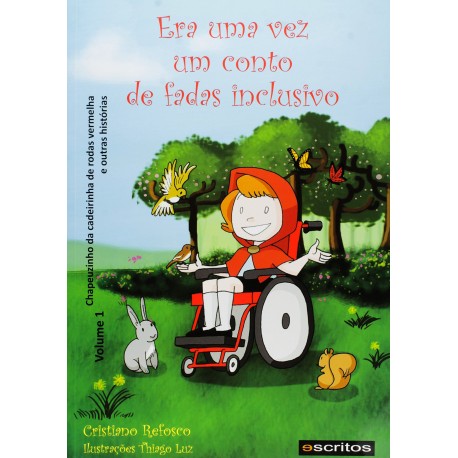 Era uma vez
um conto
de fadas inclusivo
Volume 1 Chapeuzinho da cadeirinha de rodas vermelha
e outras histórias
Cristiano Refosco
Ilustrações Thiago Luz
escritos